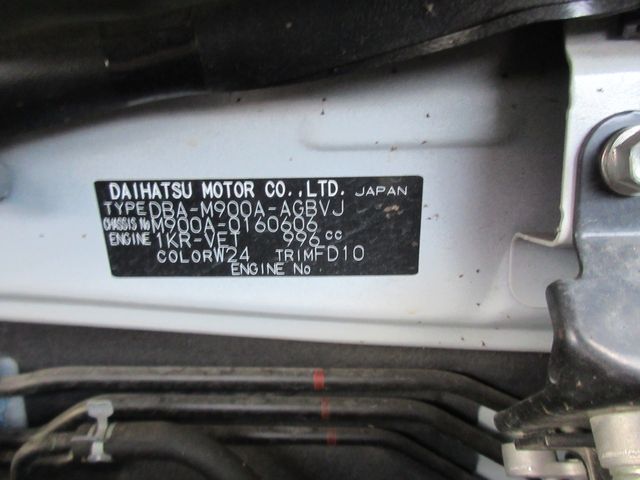 DAIHATSU MOTOR CO.,LTD. JAPAN
TYPE DBA-M900A-AGBVJ
CHASSIS No M900A-0160606
ENGINE 1KR-VET 996 cc
COLOR W24 TRIM FD10
ENGINE No